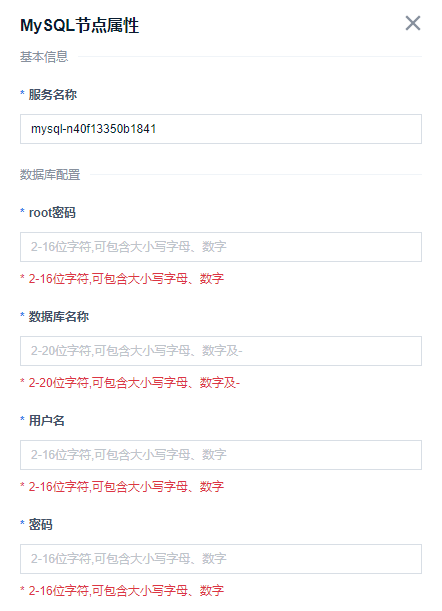 MySQL节点属性
基本信息
* 服务名称
mysql-n40f13350b1841
数据库配置
* root密码
2-16位字符,可包含大小写字母、数字
* 2-16位字符,可包含大小写字母、数字
* 数据库名称
2-20位字符,可包含大小写字母、数字及-
* 2-20位字符,可包含大小写字母、数字及-
* 用户名
2-16位字符,可包含大小写字母、数字
* 2-16位字符,可包含大小写字母、数字
* 密码
2-16位字符,可包含大小写字母、数字
* 2-16位字符,可包含大小写字母、数字